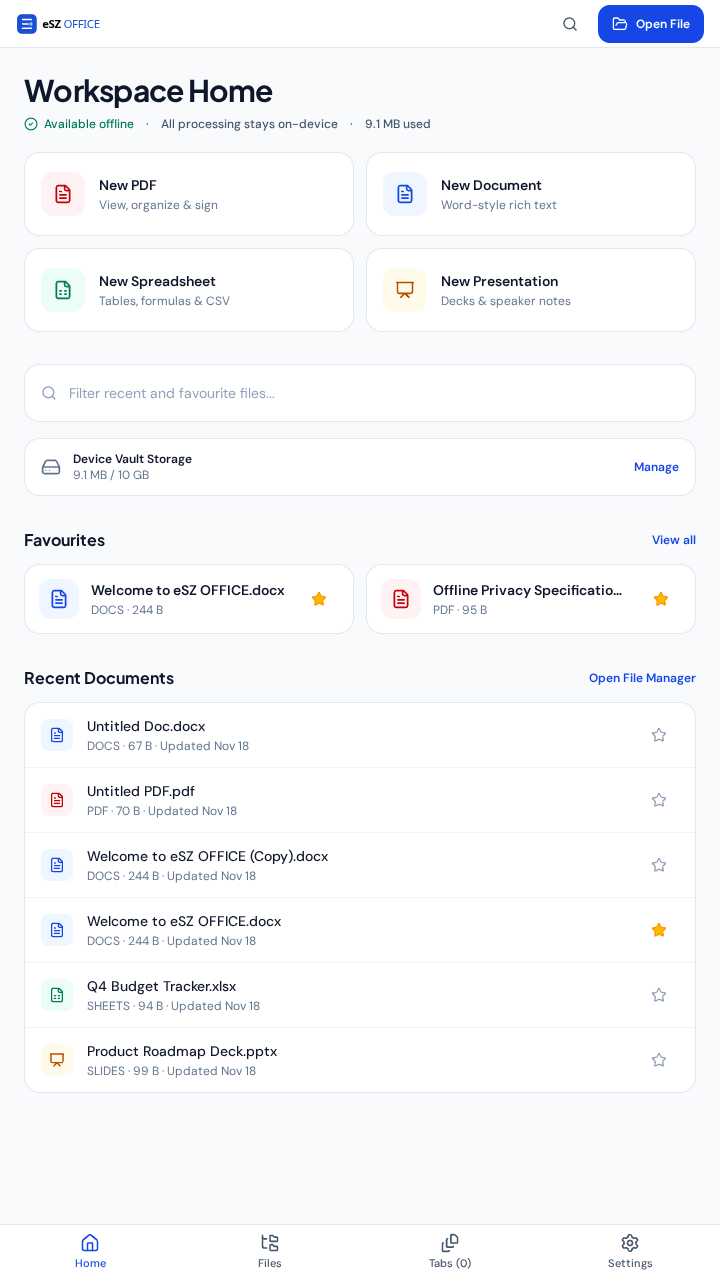 eSZ OFFICE
Open File
Workspace Home
Available offline · All processing stays on-device · 9.1 MB used
New PDF
View, organize & sign
New Document
Word-style rich text
New Spreadsheet
Tables, formulas & CSV
New Presentation
Decks & speaker notes
Filter recent and favourite files...
Device Vault Storage
9.1 MB / 10 GB
Manage
Favourites
View all
Welcome to eSZ OFFICE.docx
DOCS · 244 B
Offline Privacy Specificatio...
PDF · 95 B
Recent Documents
Open File Manager
Untitled Doc.docx
DOCS · 67 B · Updated Nov 18
Untitled PDF.pdf
PDF · 70 B · Updated Nov 18
Welcome to eSZ OFFICE (Copy).docx
DOCS · 244 B · Updated Nov 18
Welcome to eSZ OFFICE.docx
DOCS · 244 B · Updated Nov 18
Q4 Budget Tracker.xlsx
SHEETS · 94 B · Updated Nov 18
Product Roadmap Deck.pptx
SLIDES · 99 B · Updated Nov 18
Home
Files
Tabs (0)
Settings